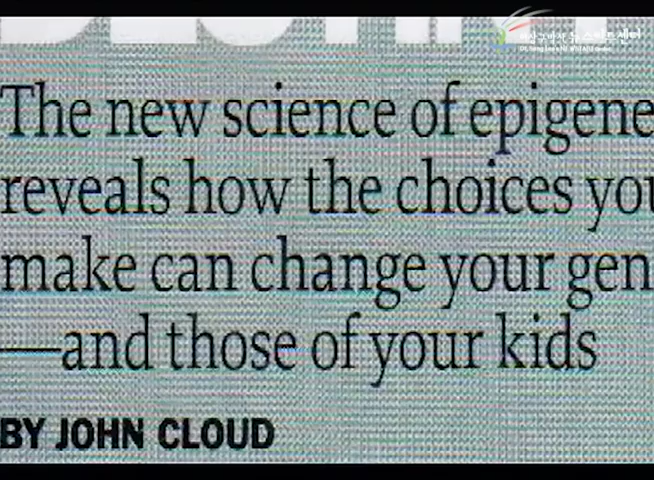 The new science of epigene
reveals how the choices you
make can change your gen
—and those of your kids
BY JOHN CLOUD